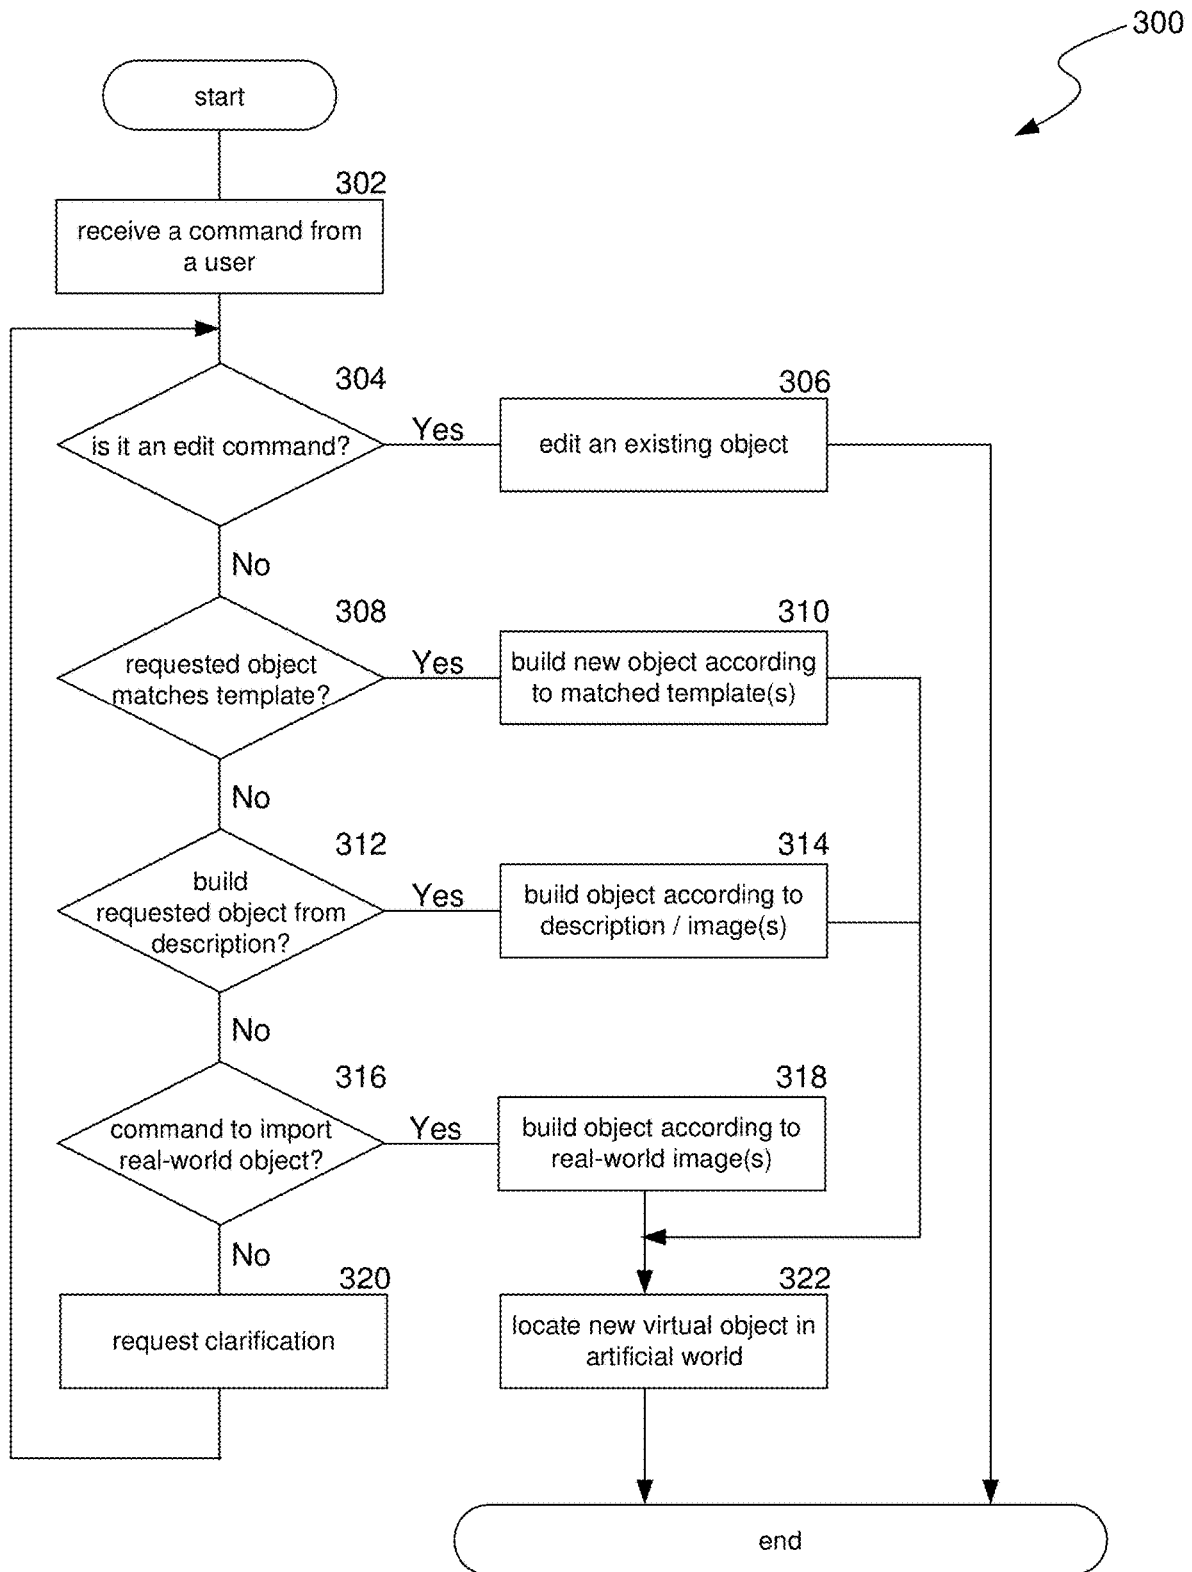 300
start
302
receive a command from
a user
304
is it an edit command?
Yes
306
edit an existing object
No
308
requested object
matches template?
Yes
310
build new object according
to matched template(s)
No
312
build
requested object from
description?
Yes
314
build object according to
description / image(s)
No
316
command to import
real-world object?
Yes
318
build object according to
real-world image(s)
No
320
request clarification
322
locate new virtual object in
artificial world
end